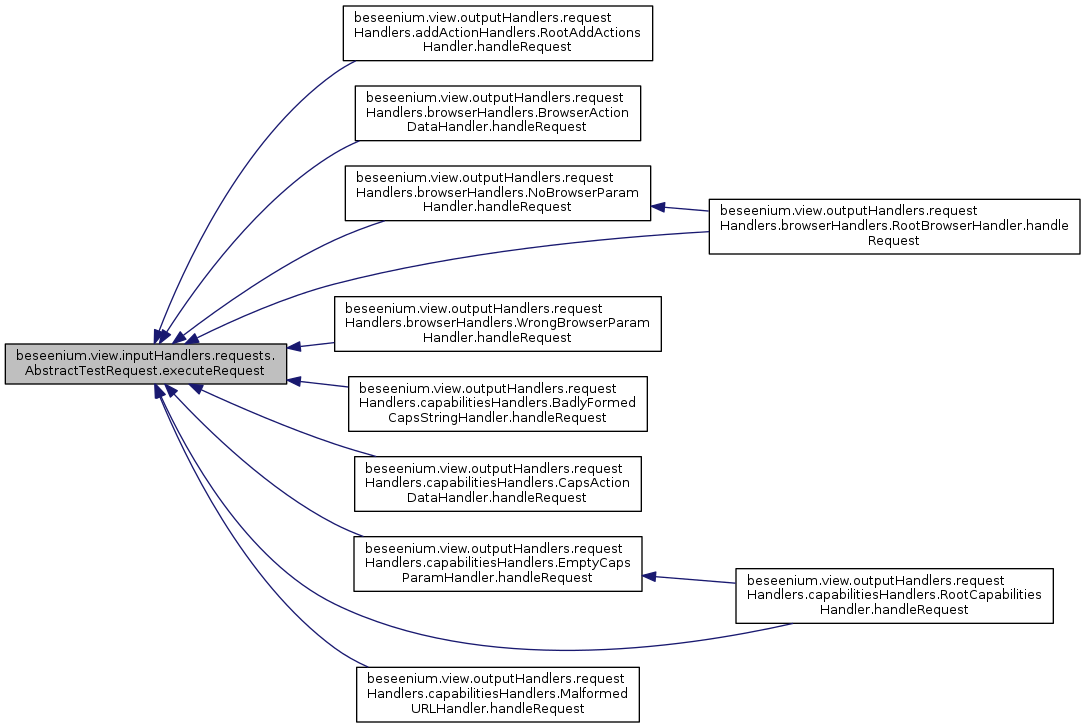 beseenium.view.outputHandlers.request
Handlers.addActionHandlers.RootAddActions
Handler.handleRequest
beseenium.view.outputHandlers.request
Handlers.browserHandlers.BrowserAction
DataHandler.handleRequest
beseenium.view.outputHandlers.request
Handlers.browserHandlers.NoBrowserParam
Handler.handleRequest
beseenium.view.outputHandlers.request
Handlers.browserHandlers.RootBrowserHandler.handle
Request
beseenium.view.outputHandlers.request
Handlers.browserHandlers.WrongBrowserParam
Handler.handleRequest
beseenium.view.inputHandlers.requests.
AbstractTestRequest.executeRequest
beseenium.view.outputHandlers.request
Handlers.capabilitiesHandlers.BadlyFormed
CapsStringHandler.handleRequest
beseenium.view.outputHandlers.request
Handlers.capabilitiesHandlers.CapsAction
DataHandler.handleRequest
beseenium.view.outputHandlers.request
Handlers.capabilitiesHandlers.EmptyCaps
ParamHandler.handleRequest
beseenium.view.outputHandlers.request
Handlers.capabilitiesHandlers.RootCapabilities
Handler.handleRequest
beseenium.view.outputHandlers.request
Handlers.capabilitiesHandlers.Malformed
URLHandler.handleRequest